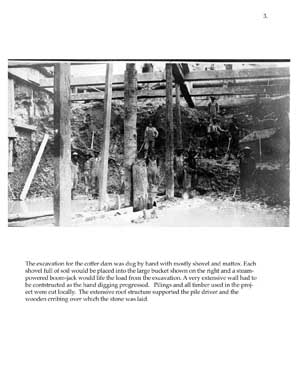 3.
The excavation for the coffer dam was dug by hand with mostly shovel and mattox. Each
shovel full of soil would be placed into the large bucket shown on the right and a steam-
powered boom-jack would life the load from the excavation. A very extensive wall had to
be contstructed as the hand digging progressed. Pilings and all timber used in the proj-
ect were cut locally. The extensive roof structure supported the pile driver and the
wooden cribing over which the stone was laid.